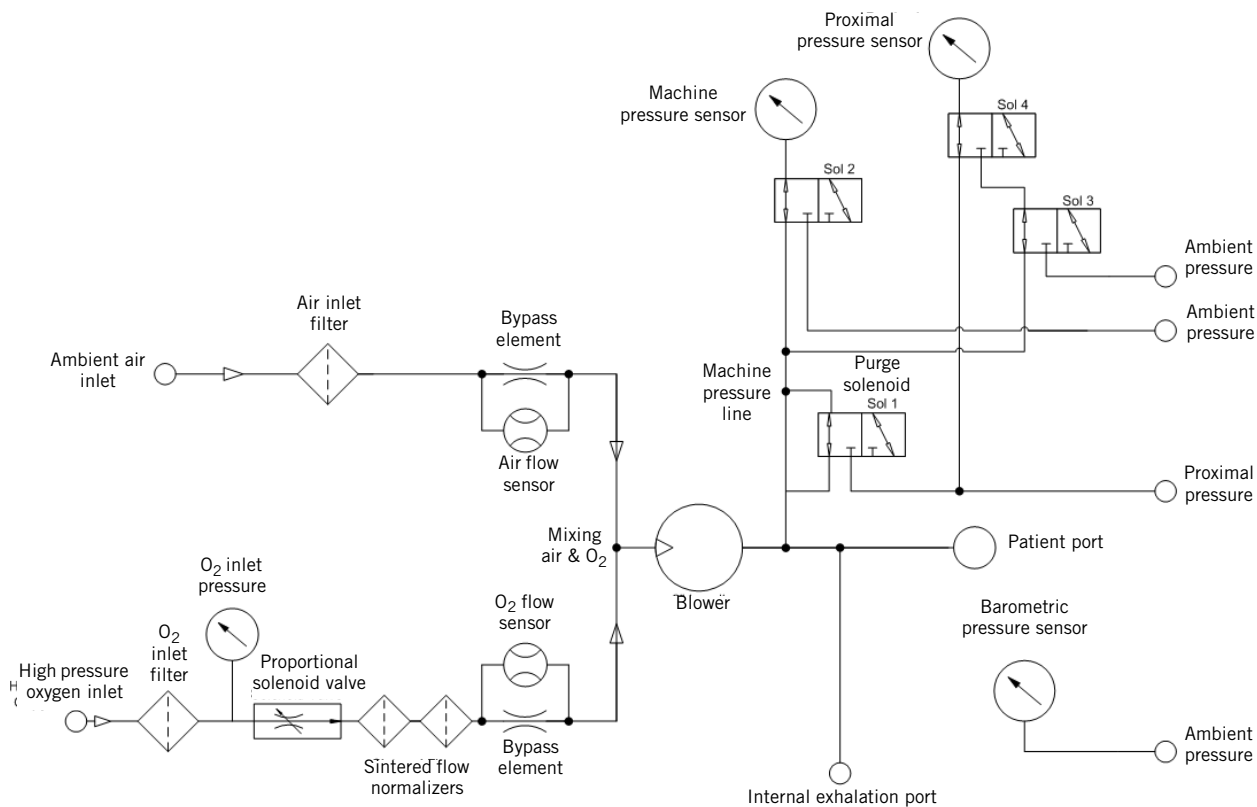 Proximal
pressure sensor
Machine
pressure sensor
Sol 4
Sol 2
Sol 3
Ambient
pressure
Air inlet
filter
Bypass
element
Ambient
pressure
Ambient air
inlet
Machine
pressure
line
Purge
solenoid
Sol 1
Air flow
sensor
Proximal
pressure
Mixing
air & O2
Patient port
O2 inlet
pressure
O2 flow
sensor
Blower
Barometric
pressure sensor
O2
inlet
filter
Proportional
solenoid valve
High pressure
oxygen inlet
Bypass
element
Sintered flow
normalizers
Ambient
pressure
Internal exhalation port